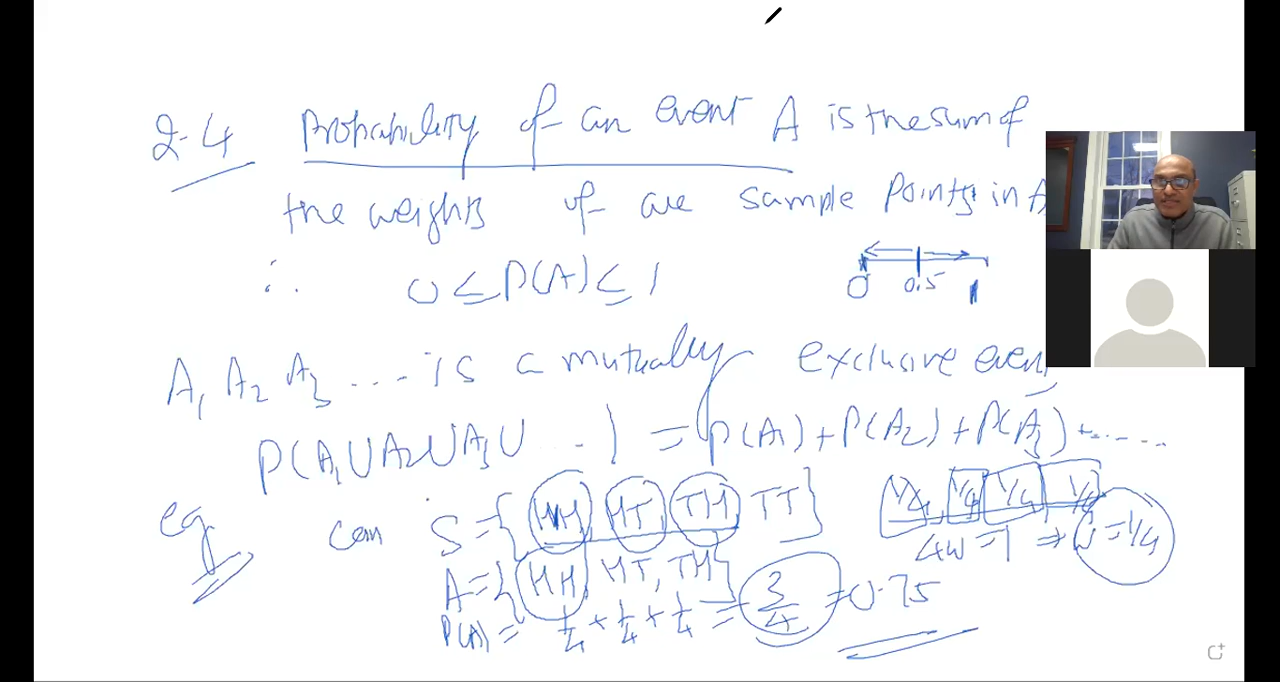 2-4 Probability of an event A is the sum of
the weights of are sample points in A
∴ 0 ≤ P(A) ≤ 1
0 0.5 1
A1 A2 A3 .... is a mutually exclusive even
P(A1 U A2 U A3 U ...) = P(A1) + P(A2) + P(A3) + ......
eg coin S = { HH HT TH TT } 1/4, 1/4 1/4 1/4
4w = 1 ⇒ w = 1/4
A = { HH, HT, TH }
P(A) = 1/4 + 1/4 + 1/4 = 3/4 = 0.75